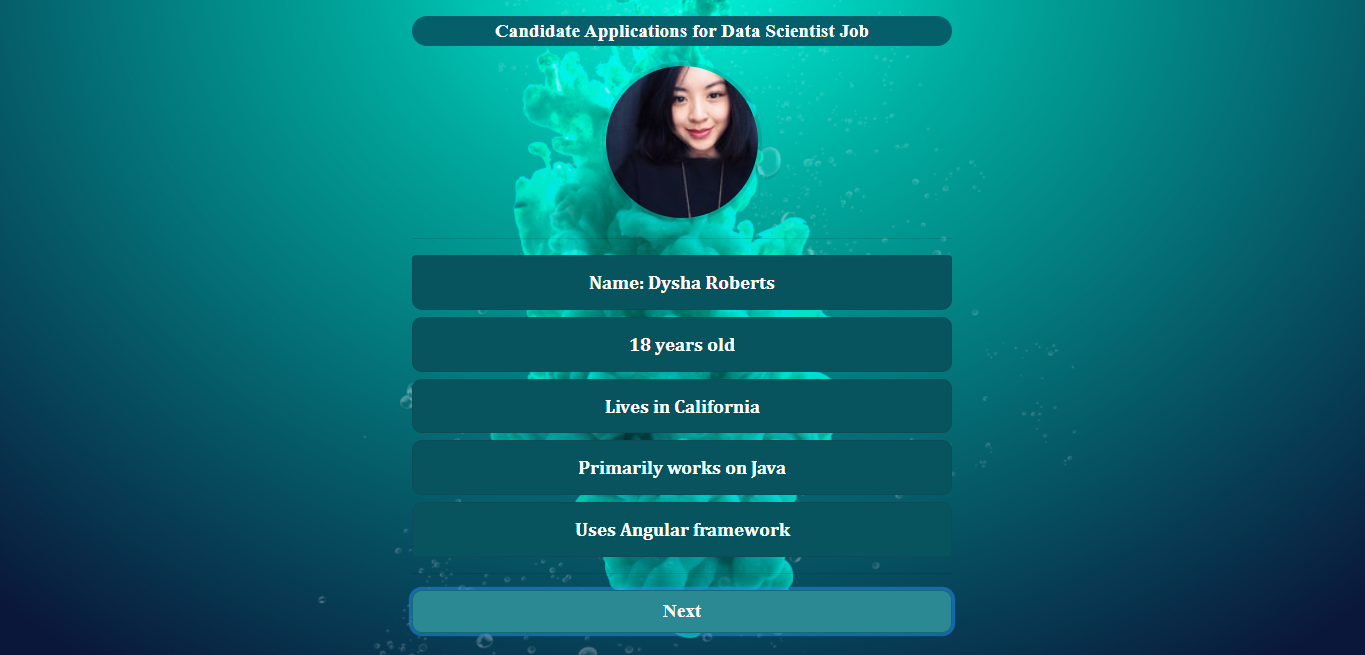 Candidate Applications for Data Scientist Job
Name: Dysha Roberts
18 years old
Lives in California
Primarily works on Java
Uses Angular framework
Next